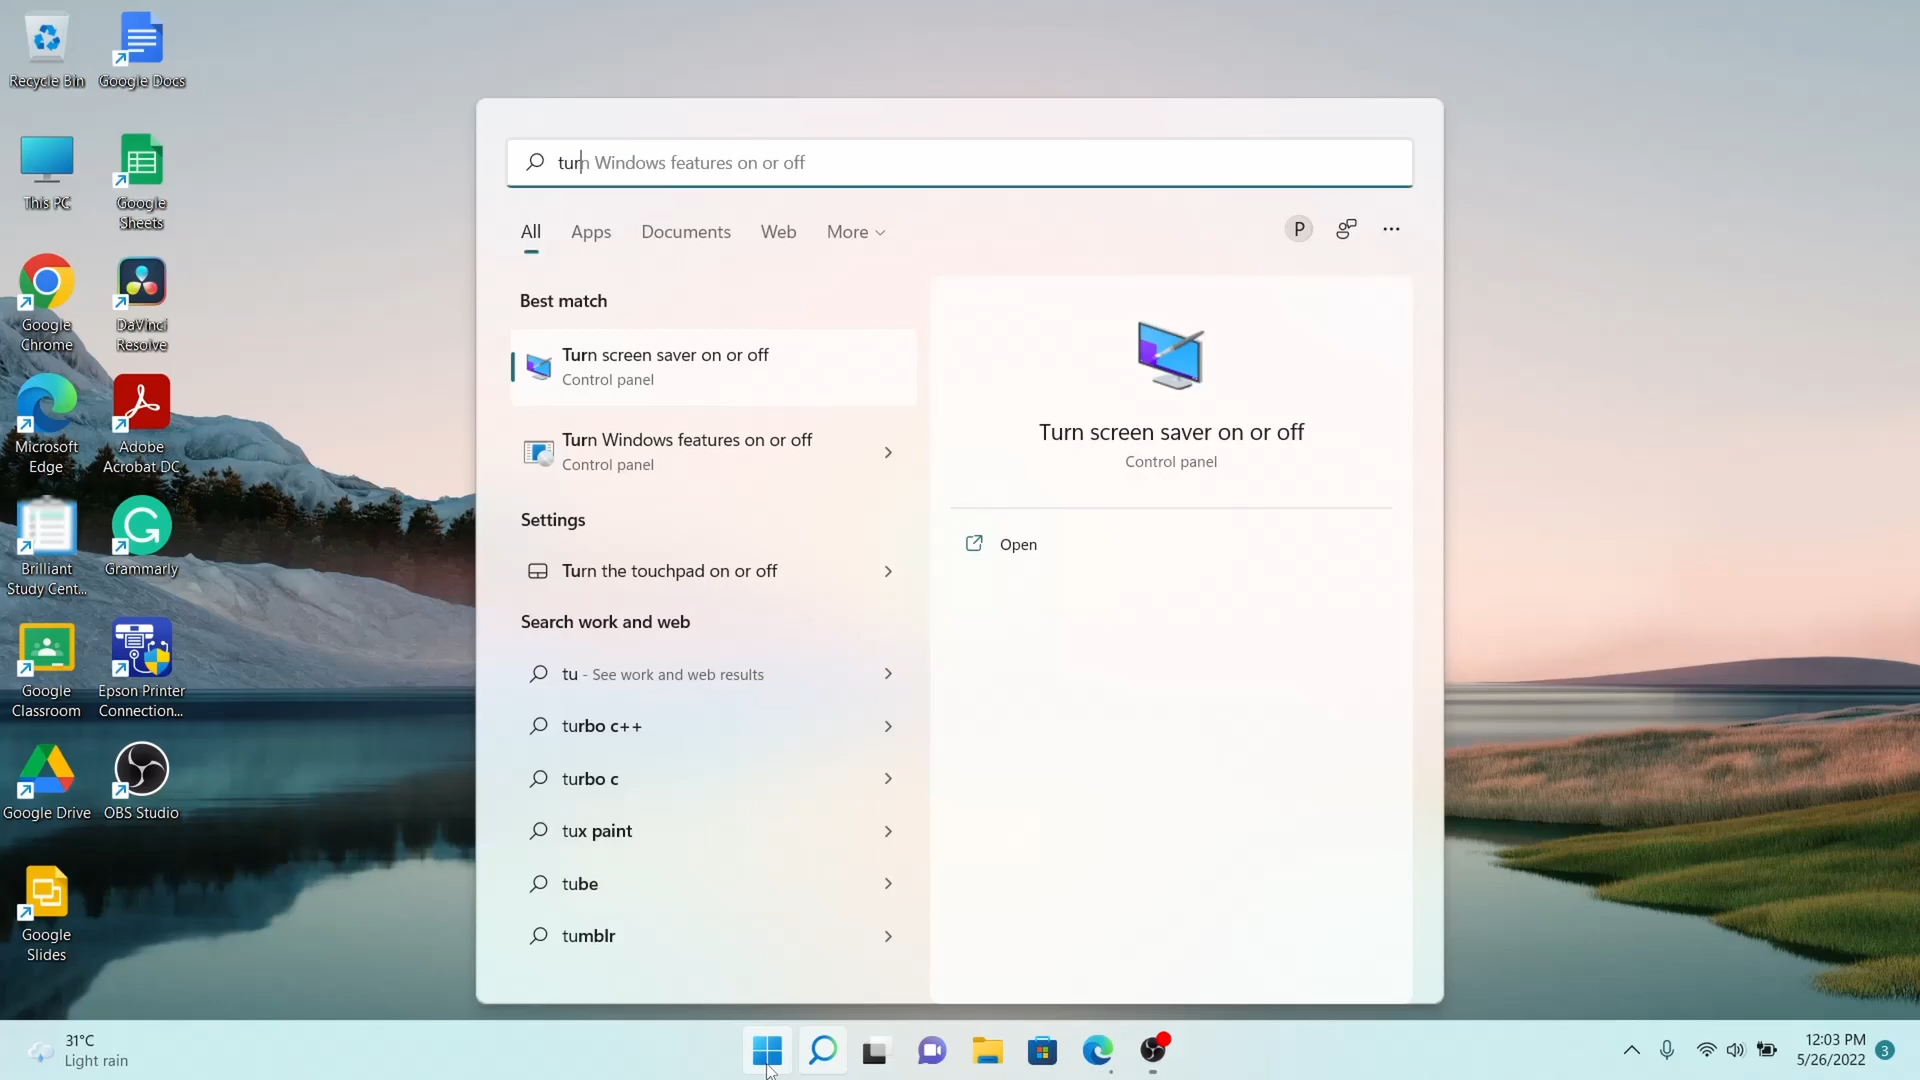 Recycle Bin
Google Docs
This PC
Google
Sheets
Google
Chrome
DaVinci
Resolve
Microsoft
Edge
Adobe
Acrobat DC
Brilliant
Study Cent...
Grammarly
Google
Classroom
Epson Printer
Connection...
Google Drive
OBS Studio
Google
Slides
turn Windows features on or off
All
Apps
Documents
Web
More
P
Best match
Turn screen saver on or off
Control panel
Turn Windows features on or off
Control panel
Settings
Turn the touchpad on or off
Search work and web
tu - See work and web results
turbo c++
turbo c
tux paint
tube
tumblr
Turn screen saver on or off
Control panel
Open
31°C
Light rain
12:03 PM
5/26/2022
3